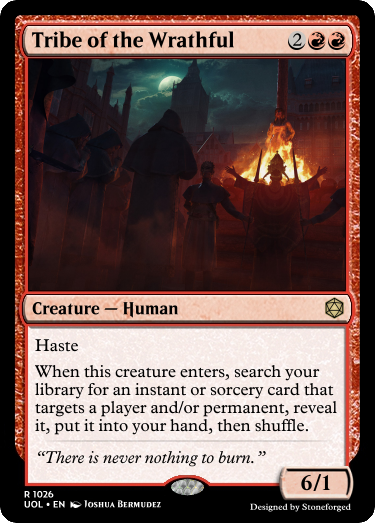 Tribe of the Wrathful 2
Creature — Human
Haste
When this creature enters, search your
library for an instant or sorcery card that
targets a player and/or permanent, reveal
it, put it into your hand, then shuffle.
“There is never nothing to burn.”
6/1
R 1026
UOL • EN Joshua Bermudez
Designed by Stoneforged